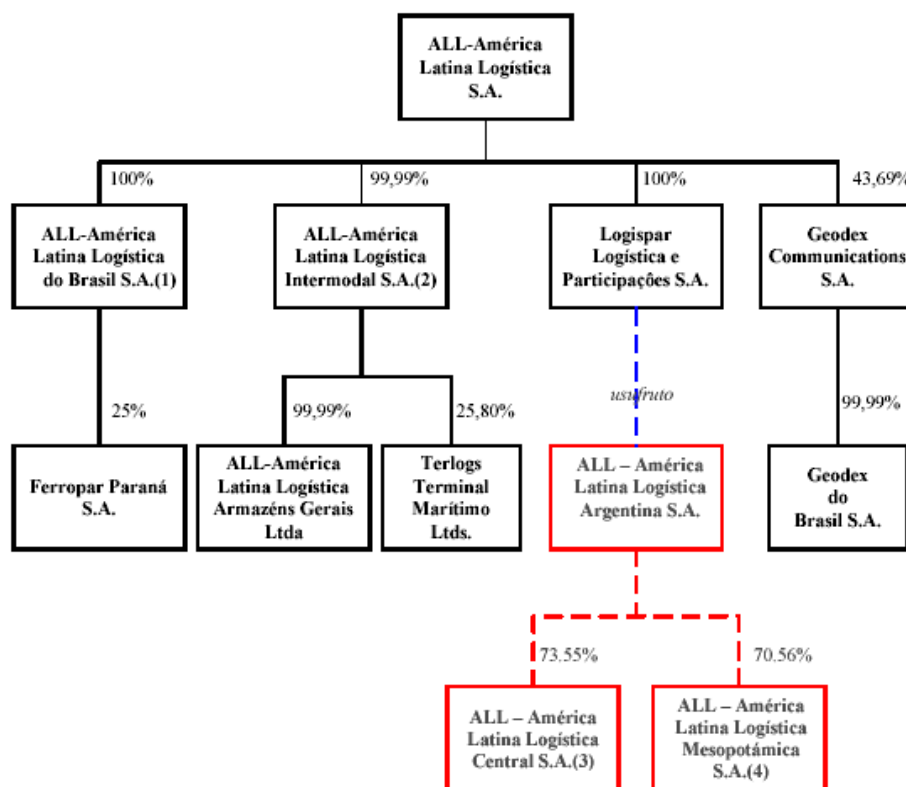 ALL-América
Latina Logística
S.A.
100%
99,99%
100%
43,69%
ALL-América
Latina Logística
do Brasil S.A.(1)
ALL-América
Latina Logística
Intermodal S.A.(2)
Logispar
Logística e
Participações S.A.
Geodex
Communications
S.A.
25%
99,99%
25,80%
usufruto
99,99%
Ferropar Paraná
S.A.
ALL-América
Latina Logística
Armazéns Gerais
Ltda
Terlogs
Terminal
Marítimo
Ltds.
ALL – América
Latina Logística
Argentina S.A.
Geodex
do
Brasil S.A.
73.55%
70.56%
ALL – América
Latina Logística
Central S.A.(3)
ALL – América
Latina Logística
Mesopotámica
S.A.(4)